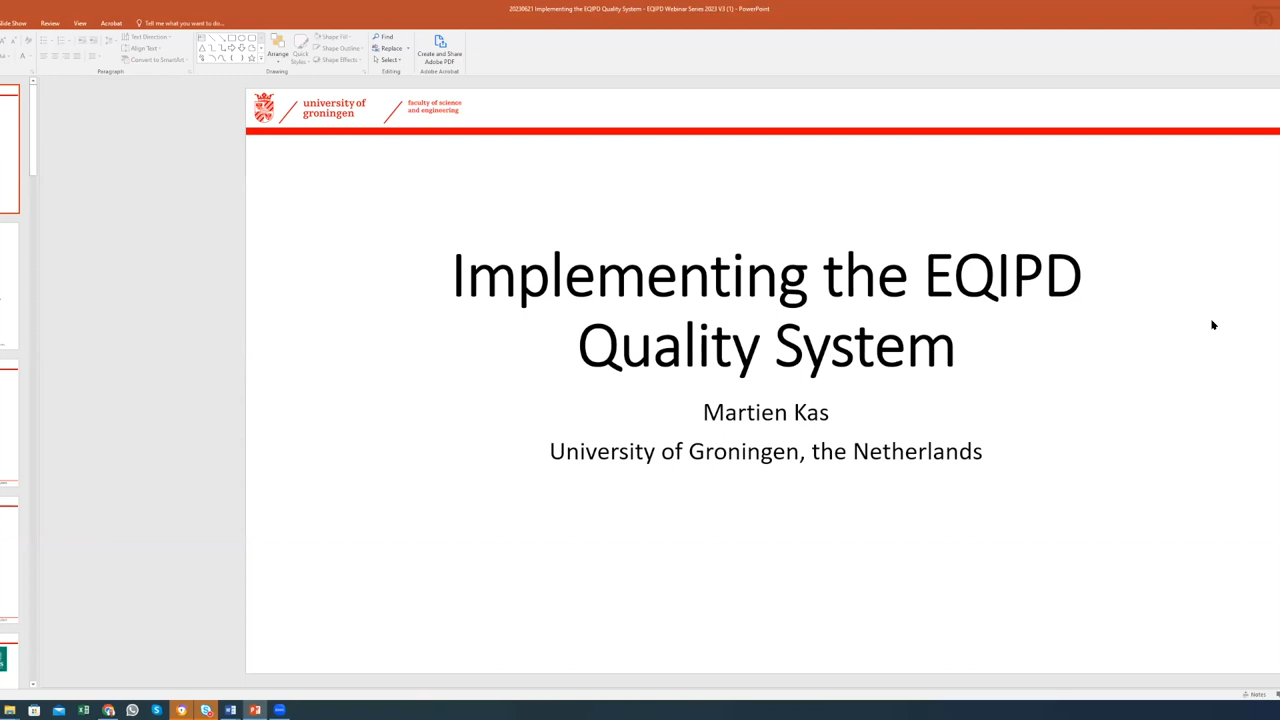 20230621 Implementing the EQIPD Quality System - EQIPD Webinar Series 2023 V3 (1) - PowerPoint
Slide Show Review View Acrobat Tell me what you want to do...
Text Direction
Align Text
Convert to SmartArt
Paragraph
Arrange
Quick Styles
Shape Fill
Shape Outline
Shape Effects
Drawing
Find
Replace
Select
Editing
Create and Share
Adobe PDF
Adobe Acrobat
university of
groningen
faculty of science
and engineering
Implementing the EQIPD
Quality System
Martien Kas
University of Groningen, the Netherlands
Notes